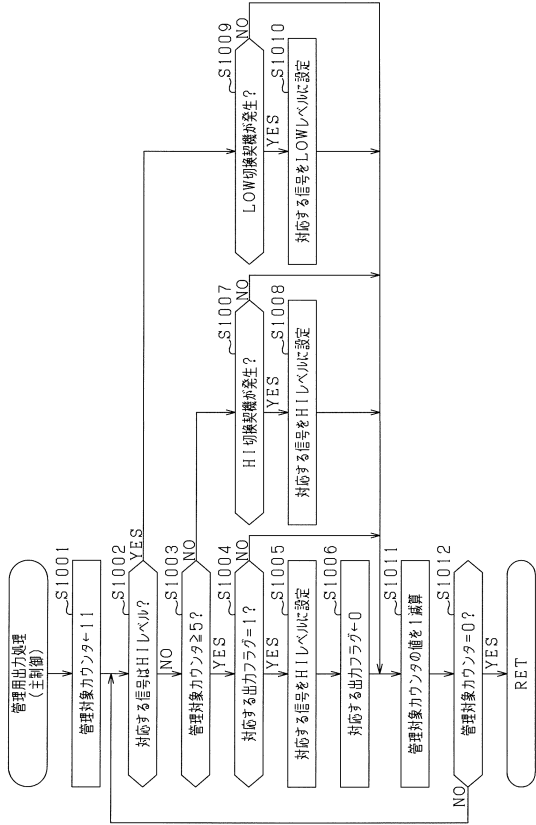 管理用出力処理
(主制御)
S1001
管理対象カウンタ←11
S1002
対応する信号はHIレベル?
YES
NO
S1003
管理対象カウンタ≧5?
NO
YES
S1004
対応する出力フラグ=1?
NO
YES
S1005
対応する信号をHIレベルに設定
S1006
対応する出力フラグ←0
S1007
HI切換契機が発生?
NO
YES
S1008
対応する信号をHIレベルに設定
S1009
LOW切換契機が発生?
NO
YES
S1010
対応する信号をLOWレベルに設定
S1011
管理対象カウンタの値を1減算
S1012
管理対象カウンタ=0?
NO
YES
RET